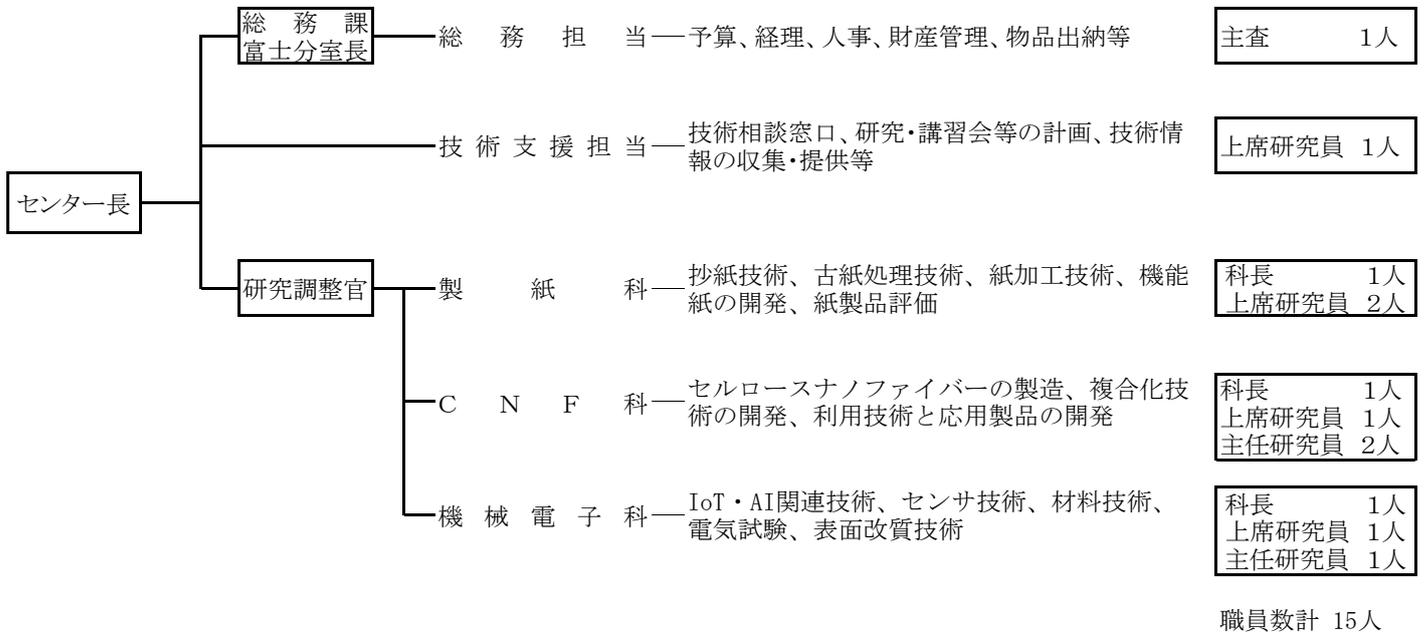 総務課
富士分室長
総務担当
予算、経理、人事、財産管理、物品出納等
主査 1人
技術支援担当
技術相談窓口、研究・講習会等の計画、技術情
報の収集・提供等
上席研究員 1人
センター長
研究調整官
製紙科
抄紙技術、古紙処理技術、紙加工技術、機能
紙の開発、紙製品評価
科長 1人
上席研究員 2人
CNF科
セルロースナノファイバーの製造、複合化技
術の開発、利用技術と応用製品の開発
科長 1人
上席研究員 1人
主任研究員 2人
機械電子科
IoT・AI関連技術、センサ技術、材料技術、
電気試験、表面改質技術
科長 1人
上席研究員 1人
主任研究員 1人
職員数計 15人